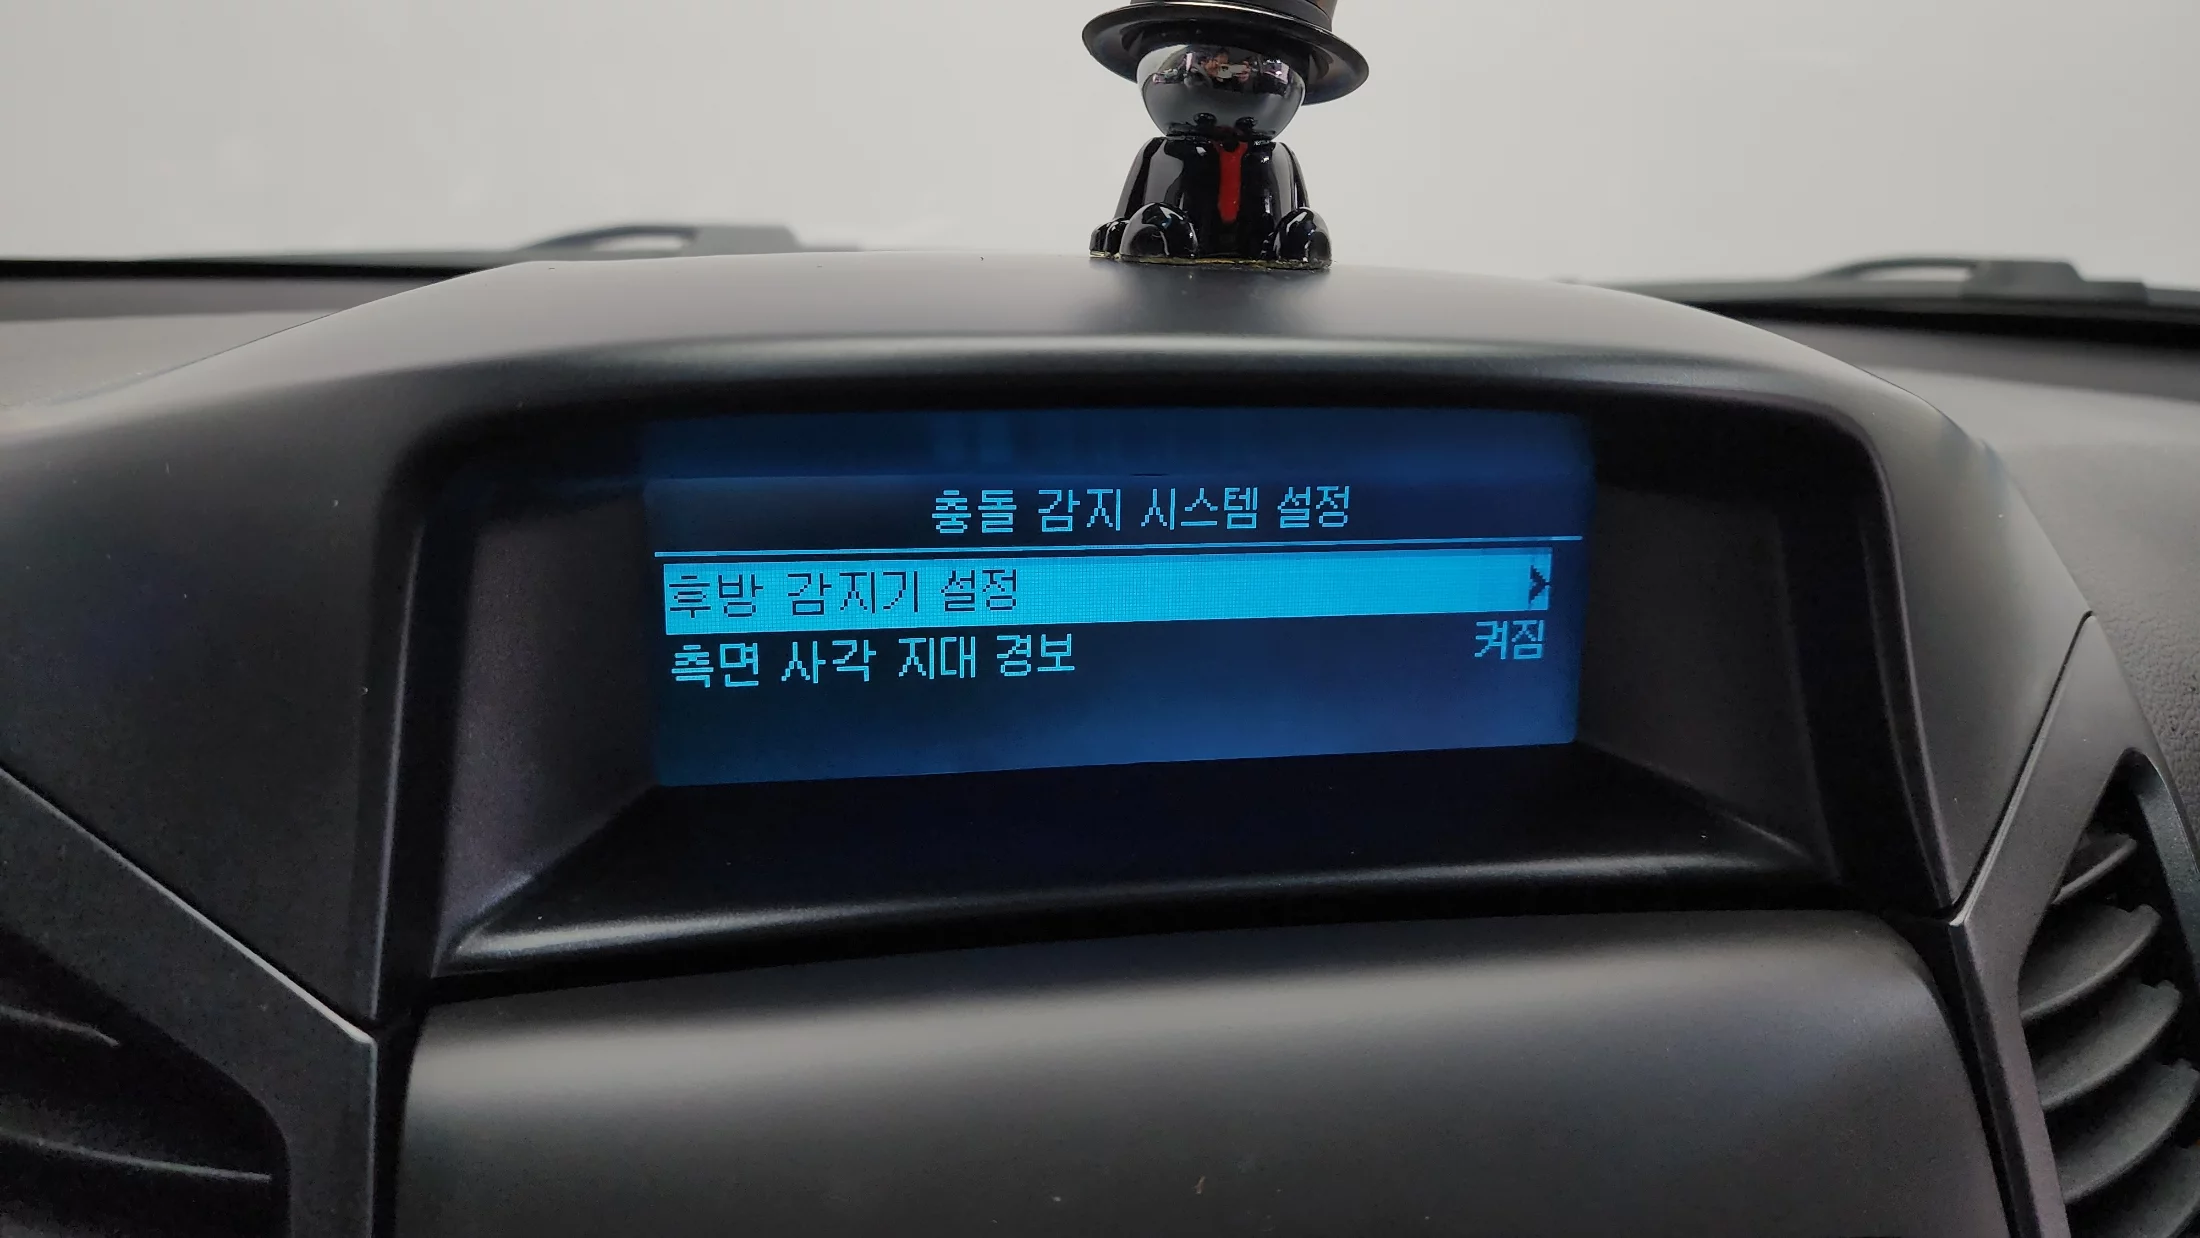 충돌 감지 시스템 설정
후방 감지기 설정
측면 사각 지대 경보 켜짐